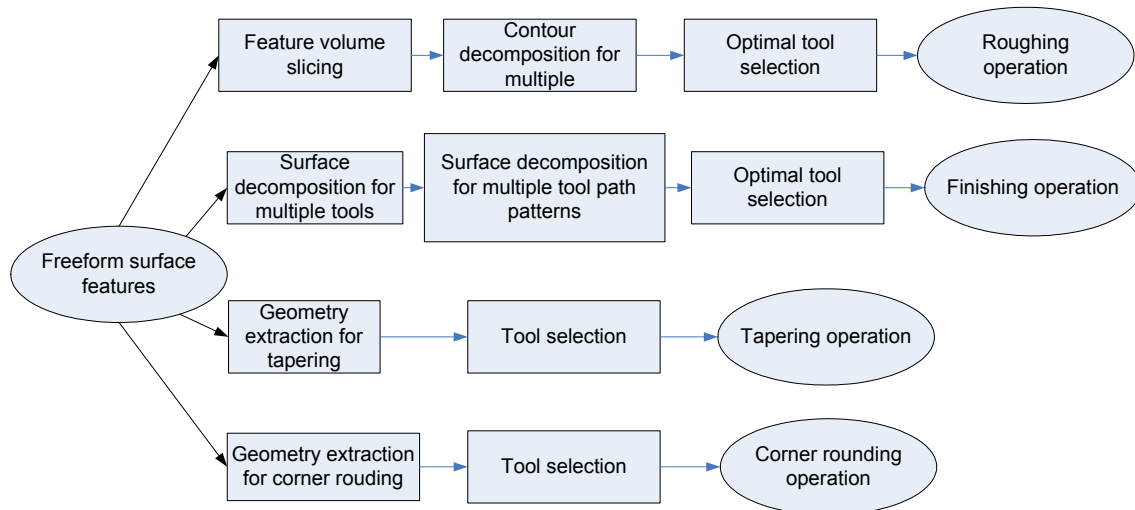 Feature volume
slicing
Contour
decomposition for
multiple
Optimal tool
selection
Roughing
operation
Surface
decomposition for
multiple tools
Surface decomposition
for multiple tool path
patterns
Optimal tool
selection
Finishing operation
Freeform surface
features
Geometry
extraction for
tapering
Tool selection
Tapering operation
Geometry extraction
for corner rouding
Tool selection
Corner rounding
operation